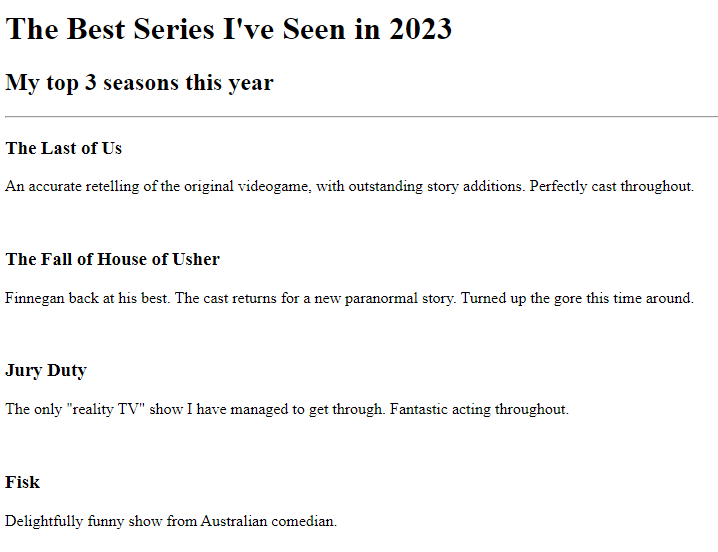 The Best Series I've Seen in 2023
My top 3 seasons this year
The Last of Us
An accurate retelling of the original videogame, with outstanding story additions. Perfectly cast throughout.
The Fall of House of Usher
Finnegan back at his best. The cast returns for a new paranormal story. Turned up the gore this time around.
Jury Duty
The only "reality TV" show I have managed to get through. Fantastic acting throughout.
Fisk
Delightfully funny show from Australian comedian.